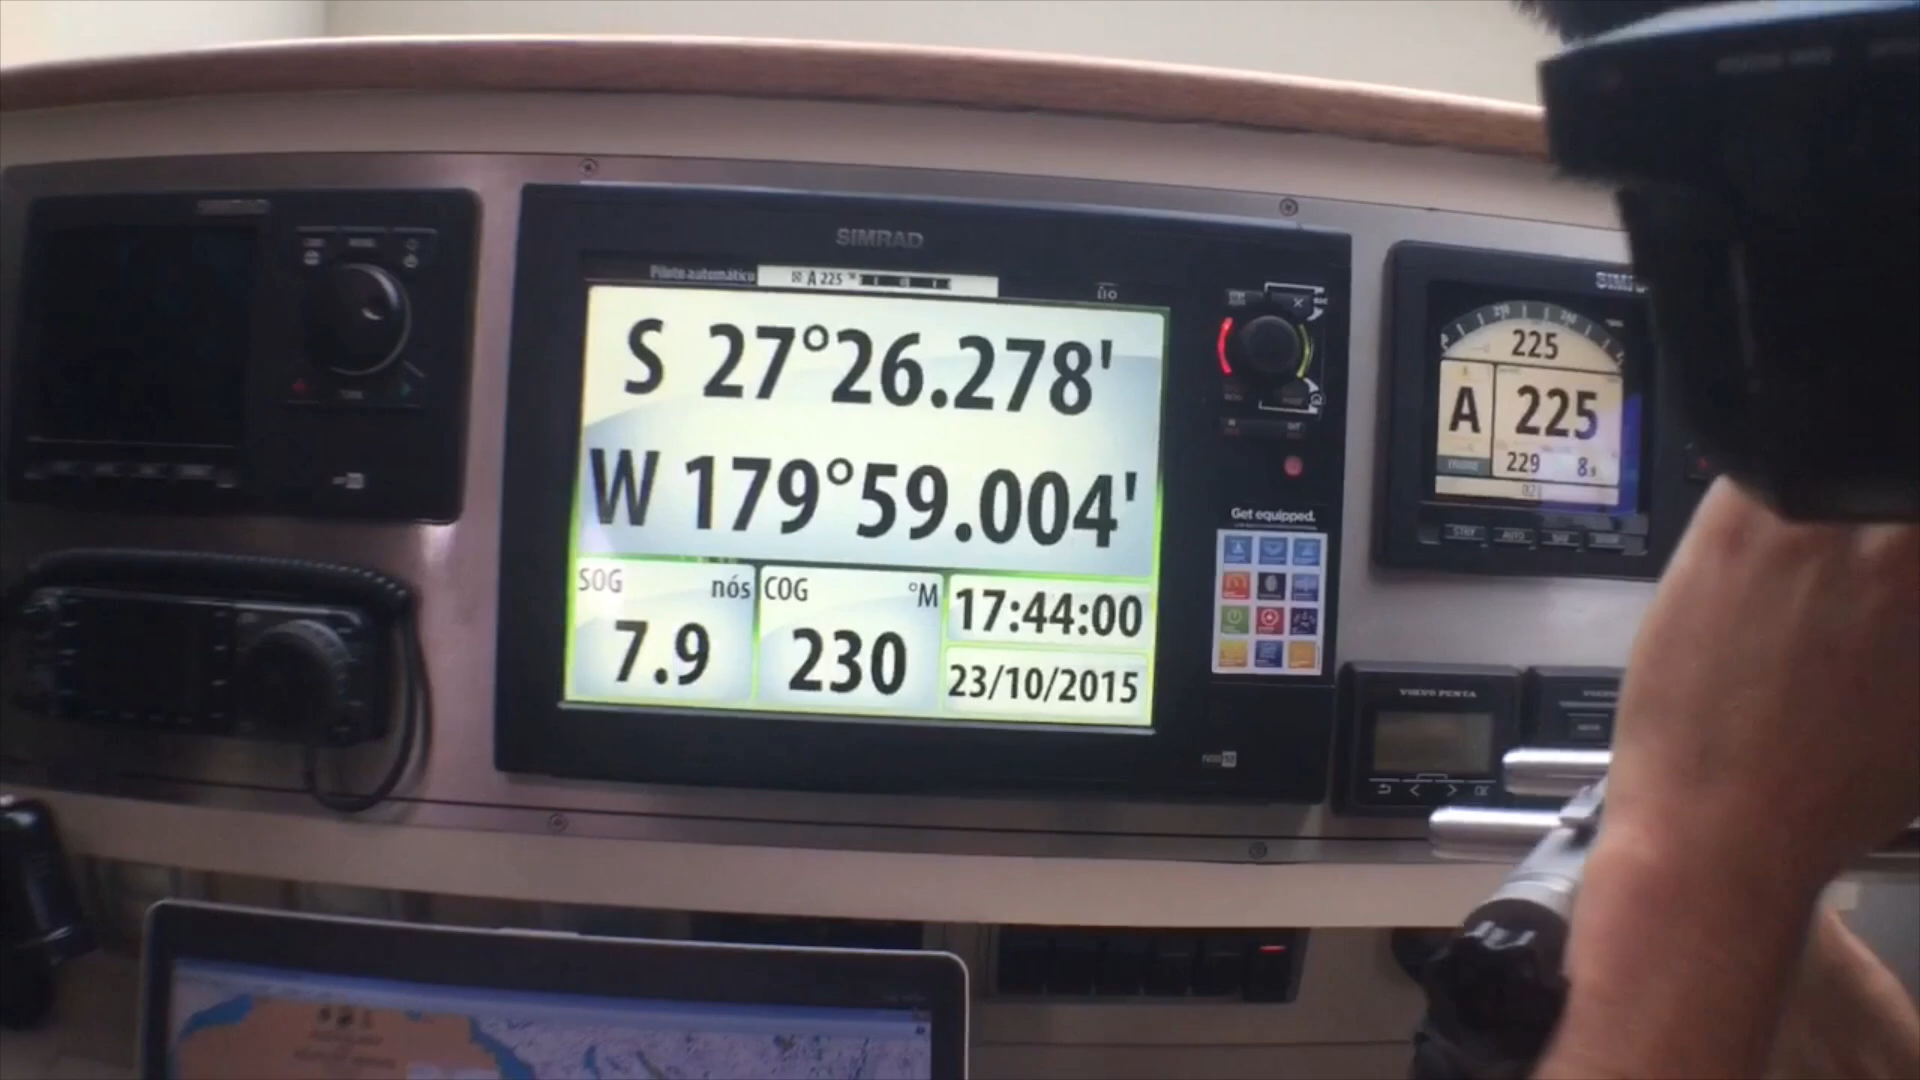 SIMRAD
SIMRAD
Piloto automático
A 225 °M
S 27°26.278'
W 179°59.004'
SOG nós
7.9
COG °M
230
17:44:00
23/10/2015
Get equipped.
225
A 225
229
STBY AUTO
VOLVO PENTA